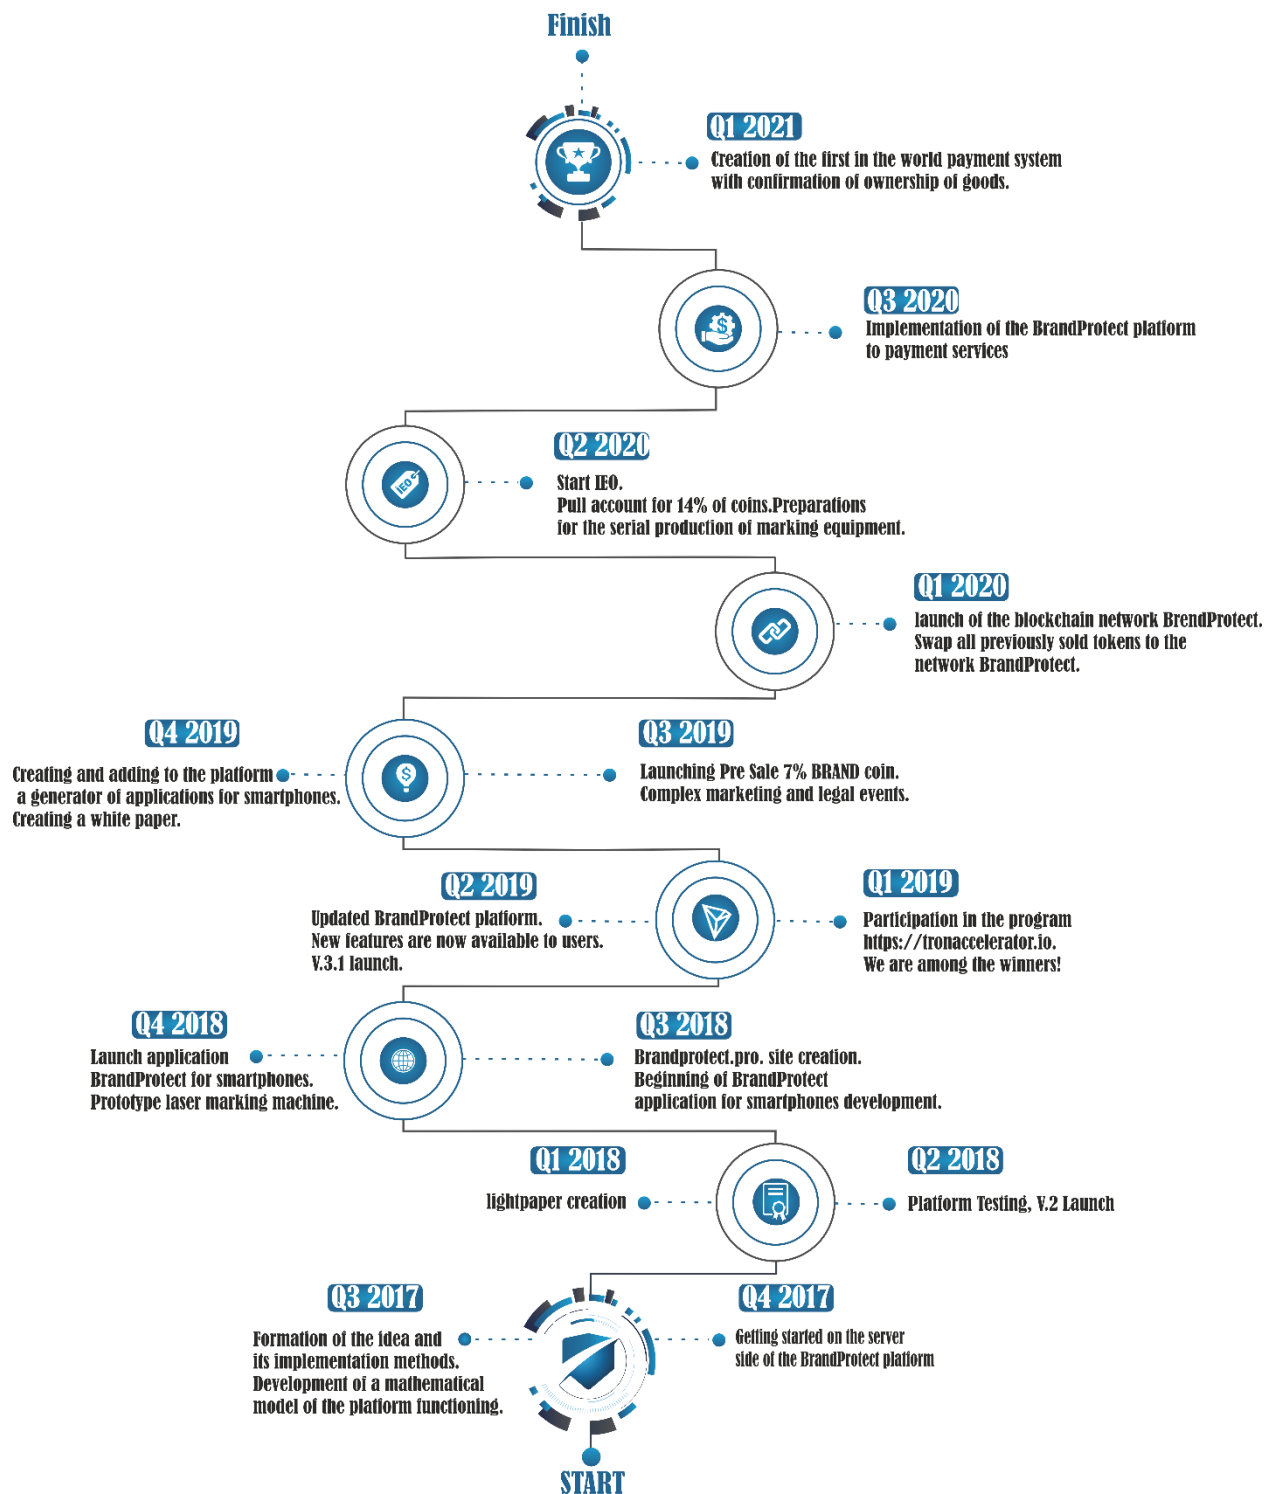 Finish
Q1 2021
Creation of the first in the world payment system
with confirmation of ownership of goods.
Q3 2020
Implementation of the BrandProtect platform
to payment services
Q2 2020
IEO
Start IEO.
Pull account for 14% of coins.Preparations
for the serial production of marking equipment.
Q1 2020
launch of the blockchain network BrendProtect.
Swap all previously sold tokens to the
network BrandProtect.
Q4 2019
Creating and adding to the platform
a generator of applications for smartphones.
Creating a white paper.
Q3 2019
Launching Pre Sale 7% BRAND coin.
Complex marketing and legal events.
Q2 2019
Updated BrandProtect platform.
New features are now available to users.
V.3.1 launch.
Q1 2019
Participation in the program
https://tronaccelerator.io.
We are among the winners!
Q4 2018
Launch application
BrandProtect for smartphones.
Prototype laser marking machine.
Q3 2018
Brandprotect.pro. site creation.
Beginning of BrandProtect
application for smartphones development.
Q1 2018
lightpaper creation
Q2 2018
Platform Testing, V.2 Launch
Q3 2017
Formation of the idea and
its implementation methods.
Development of a mathematical
model of the platform functioning.
Q4 2017
Getting started on the server
side of the BrandProtect platform
START